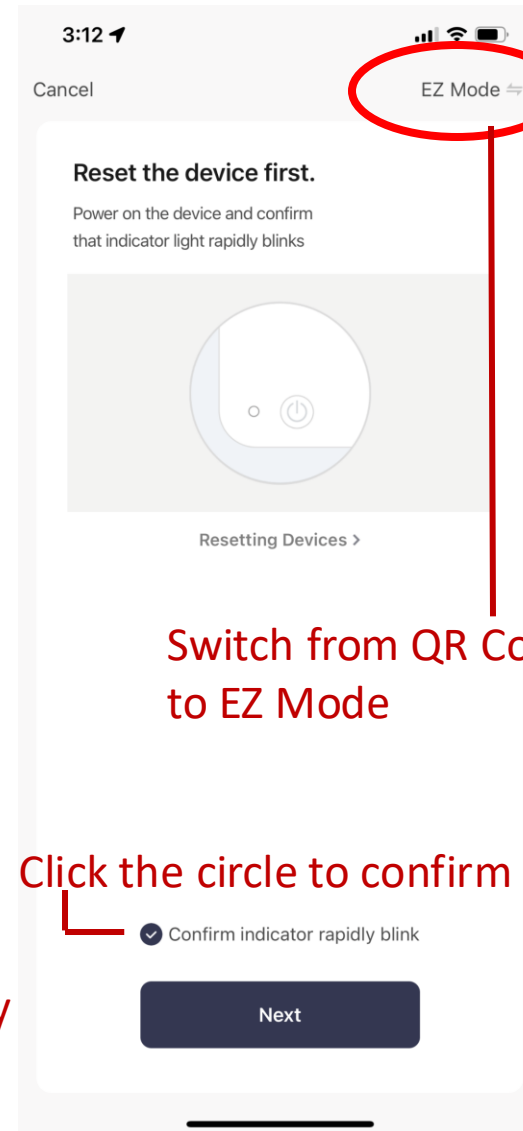 3:12
Cancel
EZ Mode
Reset the device first.
Power on the device and confirm
that indicator light rapidly blinks
Resetting Devices >
Switch from QR Co
to EZ Mode
Click the circle to confirm
Confirm indicator rapidly blink
y
Next